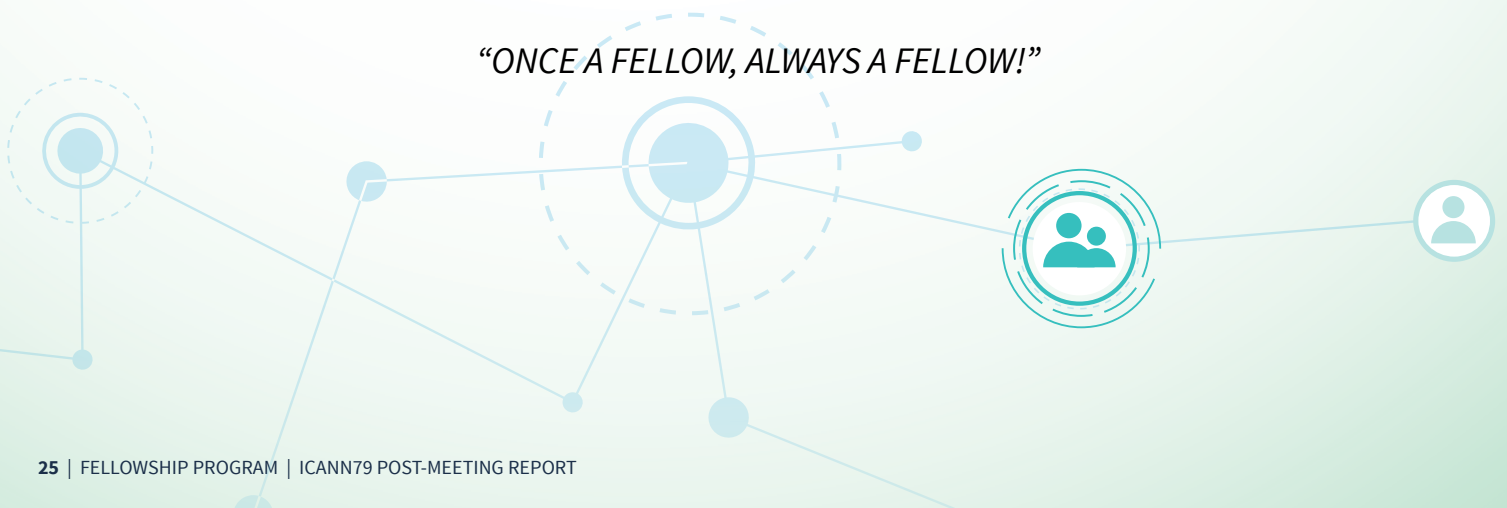 “ONCE A FELLOW, ALWAYS A FELLOW!”
25 | FELLOWSHIP PROGRAM | ICANN79 POST-MEETING REPORT